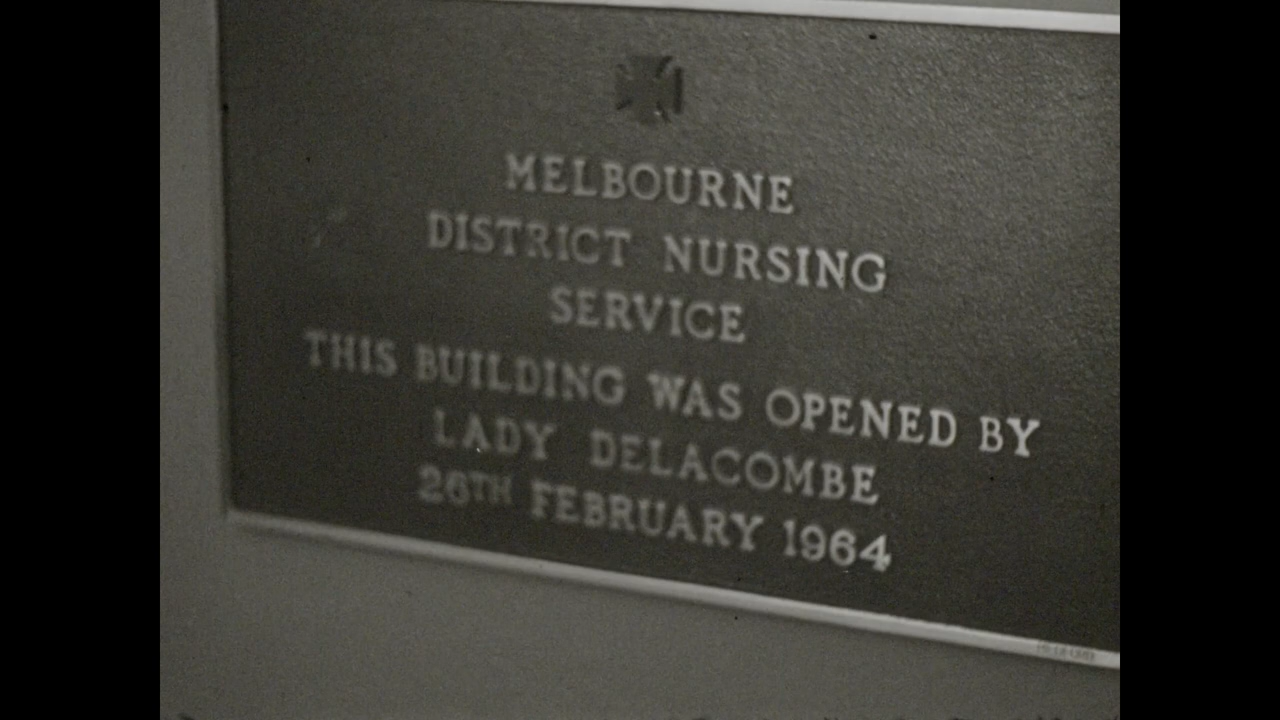 MELBOURNE
DISTRICT NURSING
SERVICE
THIS BUILDING WAS OPENED BY
LADY DELACOMBE
26TH FEBRUARY 1964